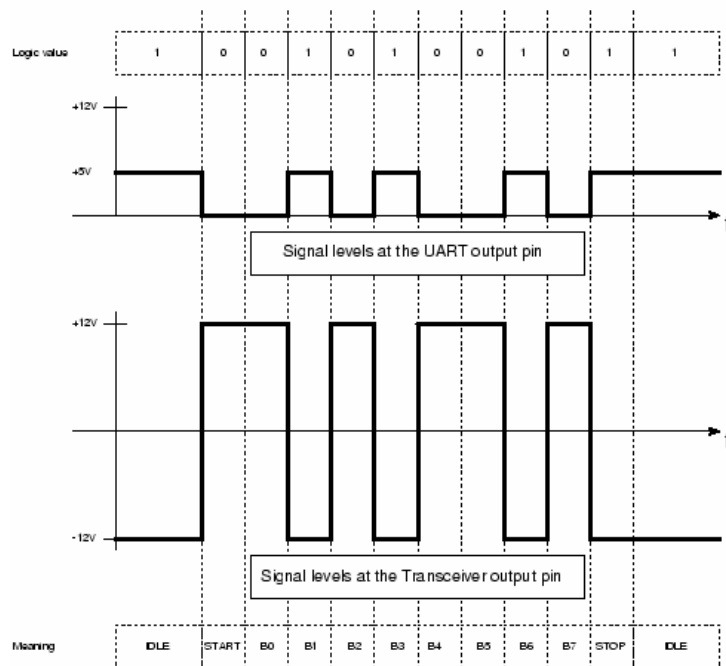 Logic value 1 0 0 1 0 1 0 0 1 0 1 1
+12V
+5V
Signal levels at the UART output pin
+12V
-12V
Signal levels at the Transceiver output pin
Meaning IDLE START B0 B1 B2 B3 B4 B5 B6 B7 STOP IDLE